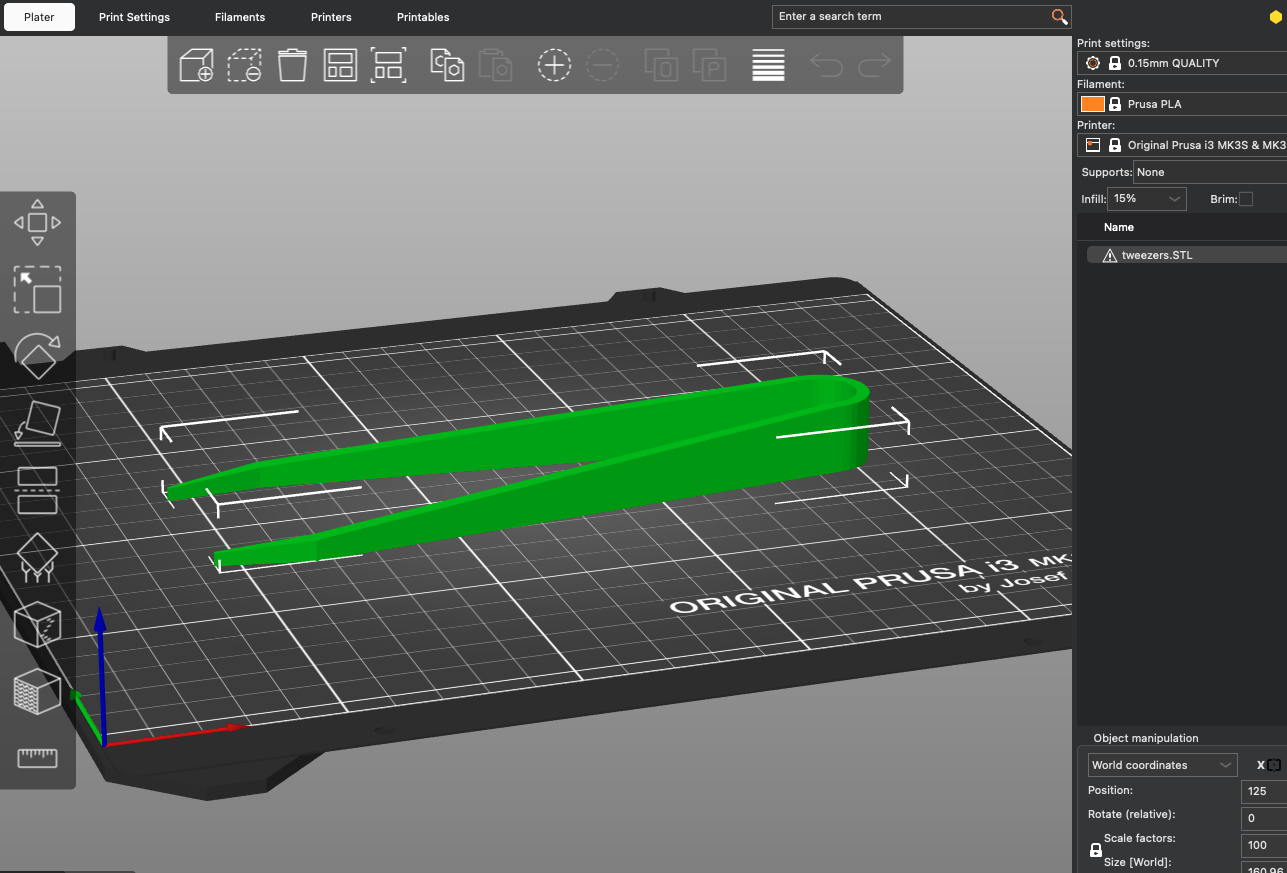 Plater
Print Settings
Filaments
Printers
Printables
Enter a search term
Print settings:
0.15mm QUALITY
Filament:
Prusa PLA
Printer:
Original Prusa i3 MK3S & MK3
Supports:
None
Infill:
15%
Brim:
Name
tweezers.STL
ORIGINAL PRUSA i3 MK
by Josef
Object manipulation
World coordinates
X
Position:
125
Rotate (relative):
0
Scale factors:
100
Size [World]:
160.96